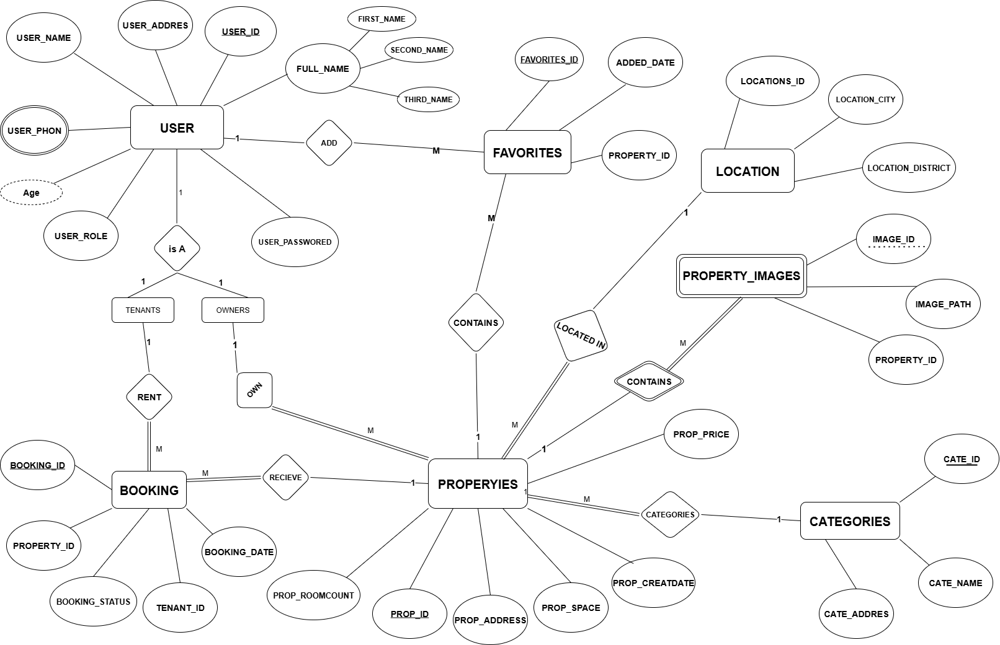 FIRST_NAME
USER_ADDRES
USER_ID
USER_NAME
SECOND_NAME
FULL_NAME
FAVORITES_ID
ADDED_DATE
LOCATIONS_ID
THIRD_NAME
LOCATION_CITY
USER_PHON
USER
1
ADD
M
FAVORITES
PROPERTY_ID
LOCATION
LOCATION_DISTRICT
Age
1
1
M
USER_ROLE
USER_PASSWORED
is A
IMAGE_ID
PROPERTY_IMAGES
1
1
TENANTS
OWNERS
CONTAINS
LOCATED IN
IMAGE_PATH
1
1
M
PROPERTY_ID
CONTAINS
RENT
OWN
M
M
1
PROP_PRICE
M
1
BOOKING_ID
CATE_ID
M
RECIEVE
1
PROPERYIES
BOOKING
1
M
CATEGORIES
1
CATEGORIES
PROPERTY_ID
BOOKING_DATE
PROP_CREATDATE
CATE_NAME
BOOKING_STATUS
TENANT_ID
PROP_ROOMCOUNT
PROP_ID
PROP_ADDRESS
PROP_SPACE
CATE_ADDRES